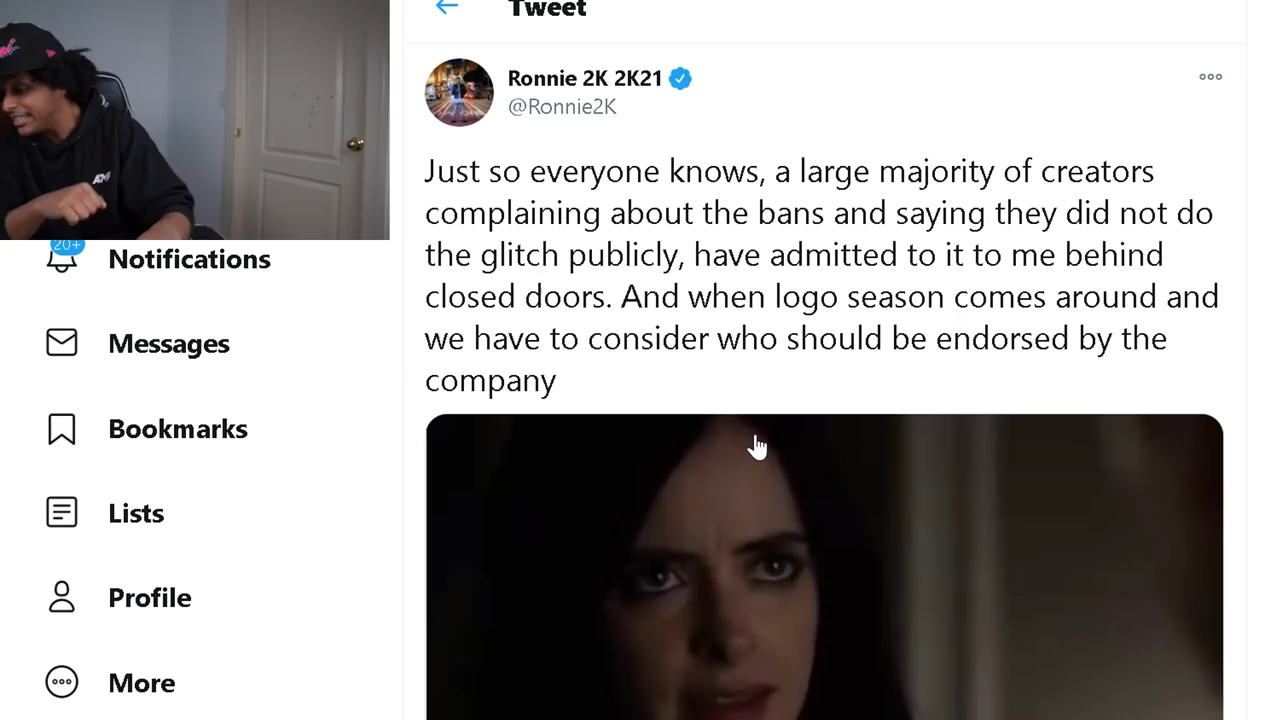 Tweet
Ronnie 2K 2K21
@Ronnie2K
Just so everyone knows, a large majority of creators
complaining about the bans and saying they did not do
the glitch publicly, have admitted to it to me behind
closed doors. And when logo season comes around and
we have to consider who should be endorsed by the
company
20+
Notifications
Messages
Bookmarks
Lists
Profile
More